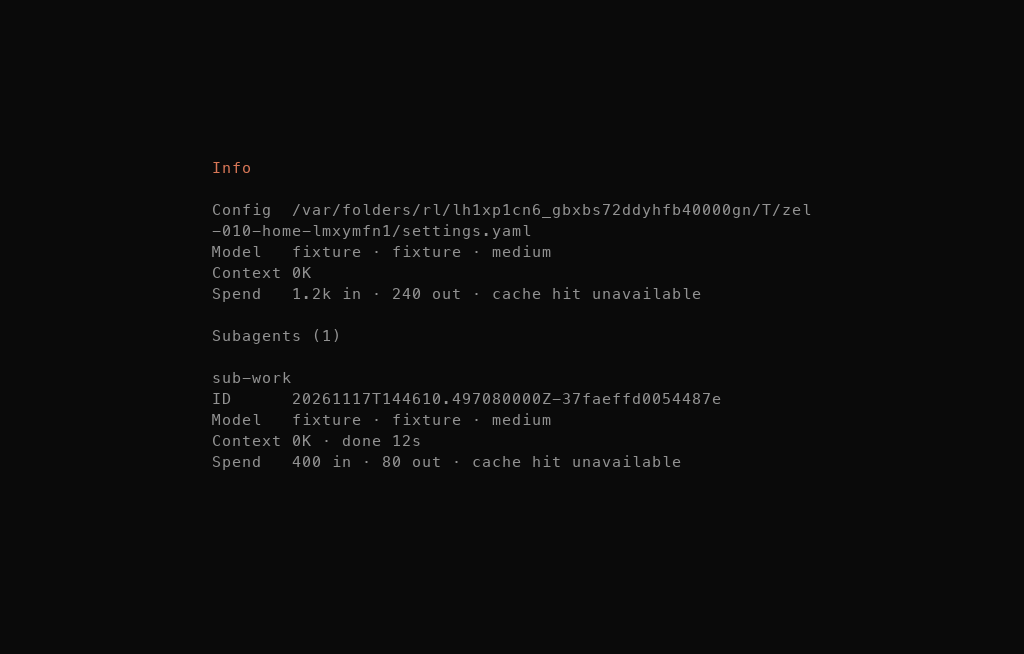 Info
Config  /var/folders/rl/lh1xp1cn6_gbxbs72ddyhfb40000gn/T/zel
-010-home-lmxymfn1/settings.yaml
Model   fixture · fixture · medium
Context 0K
Spend   1.2k in · 240 out · cache hit unavailable
Subagents (1)
sub-work
ID      20261117T144610.497080000Z-37faeffd0054487e
Model   fixture · fixture · medium
Context 0K · done 12s
Spend   400 in · 80 out · cache hit unavailable